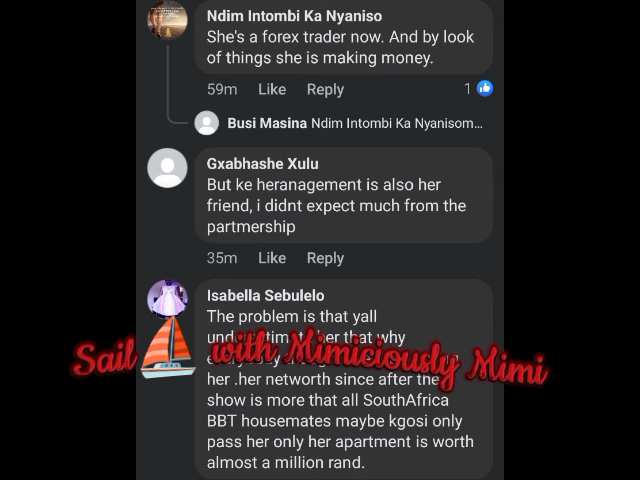 Ndim Intombi Ka Nyaniso
She's a forex trader now. And by look
of things she is making money.
59m Like Reply 1
Busi Masina Ndim Intombi Ka Nyanisom...
Gxabhashe Xulu
But ke heranagement is also her
friend, i didnt expect much from the
partmership
35m Like Reply
Isabella Sebulelo
The problem is that yall
her that why
Sail with Mimiciously Mimi
her .her networth since after the
show is more that all SouthAfrica
BBT housemates maybe kgosi only
pass her only her apartment is worth
almost a million rand.